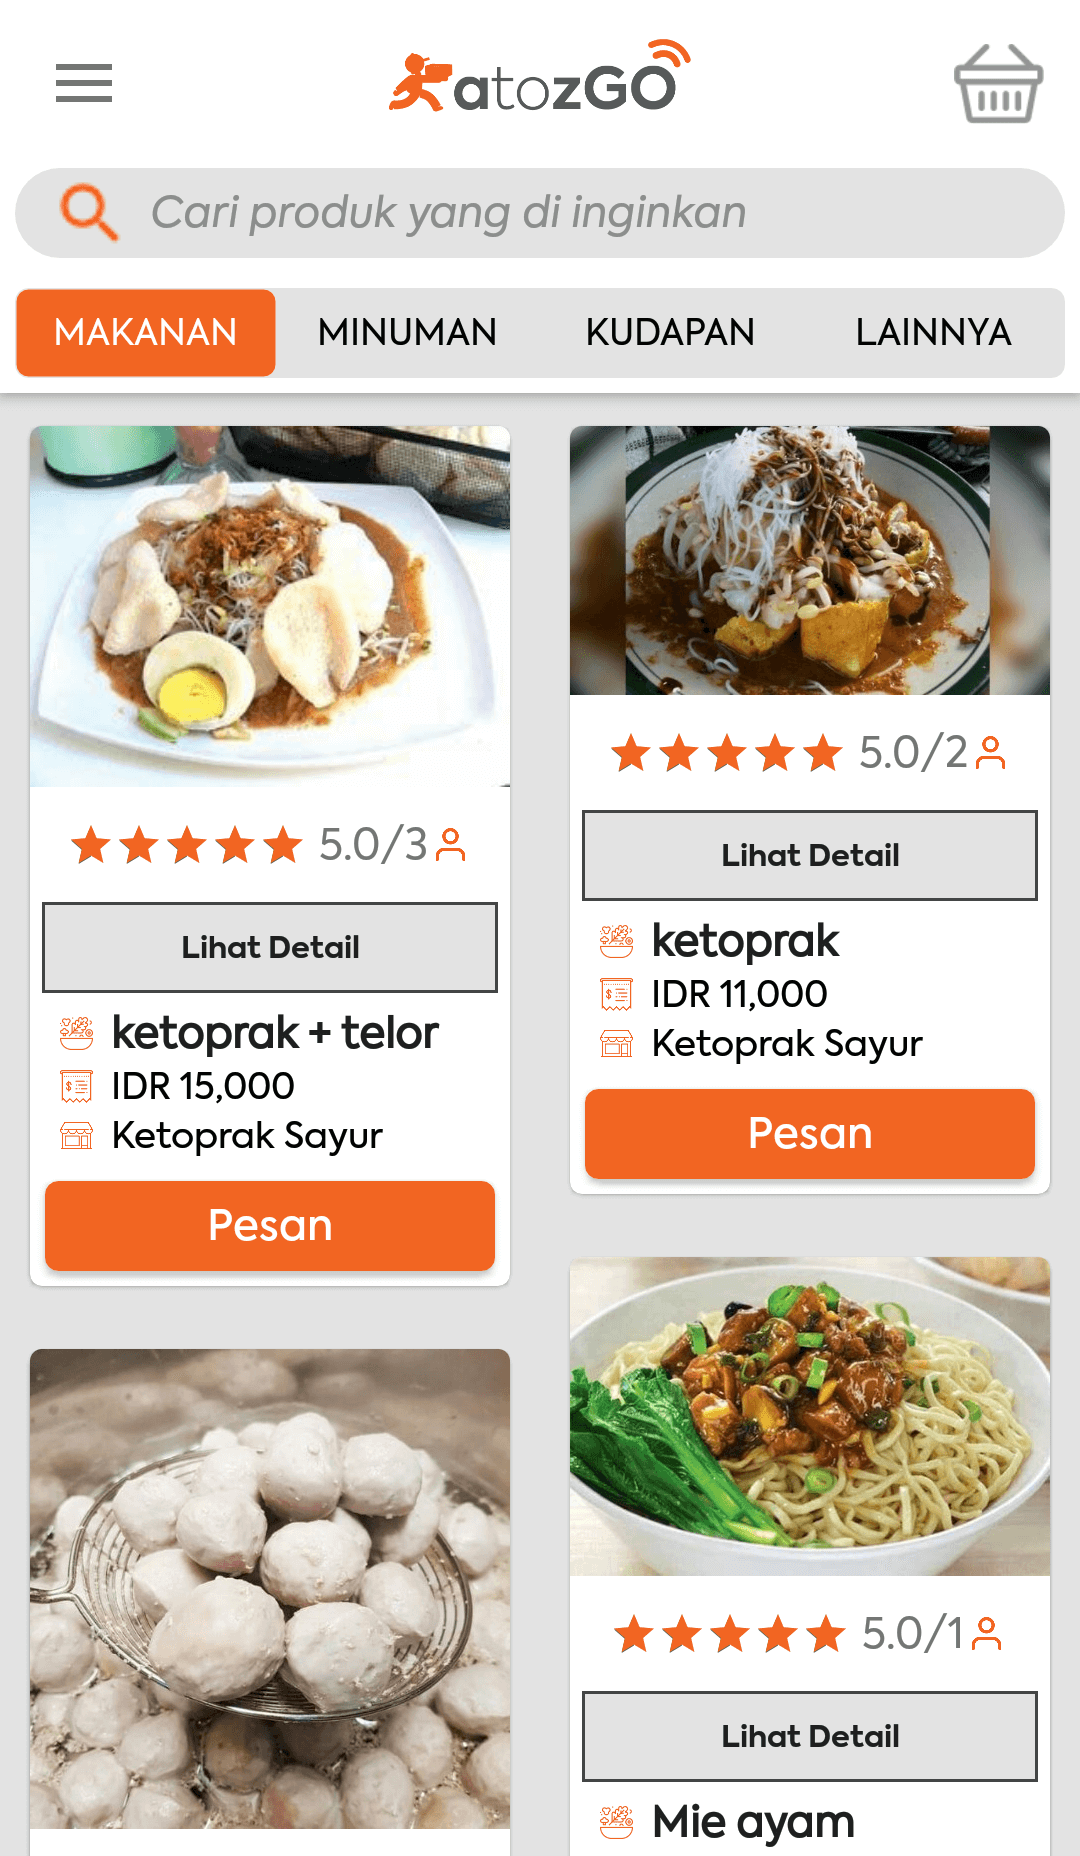 atozGO
Cari produk yang di inginkan
MAKANAN MINUMAN KUDAPAN LAINNYA
5.0/3
Lihat Detail
ketoprak + telor
IDR 15,000
Ketoprak Sayur
Pesan
5.0/2
Lihat Detail
ketoprak
IDR 11,000
Ketoprak Sayur
Pesan
5.0/1
Lihat Detail
Mie ayam